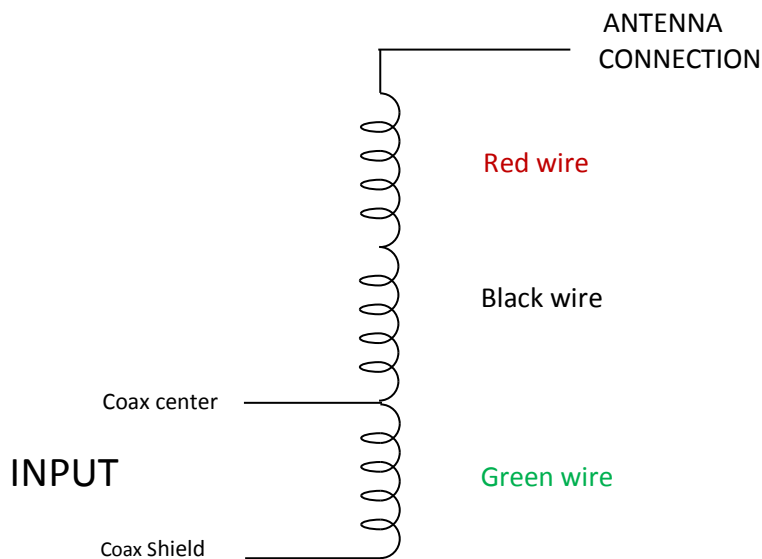 ANTENNA
CONNECTION
Red wire
Black wire
Coax center
INPUT
Green wire
Coax Shield